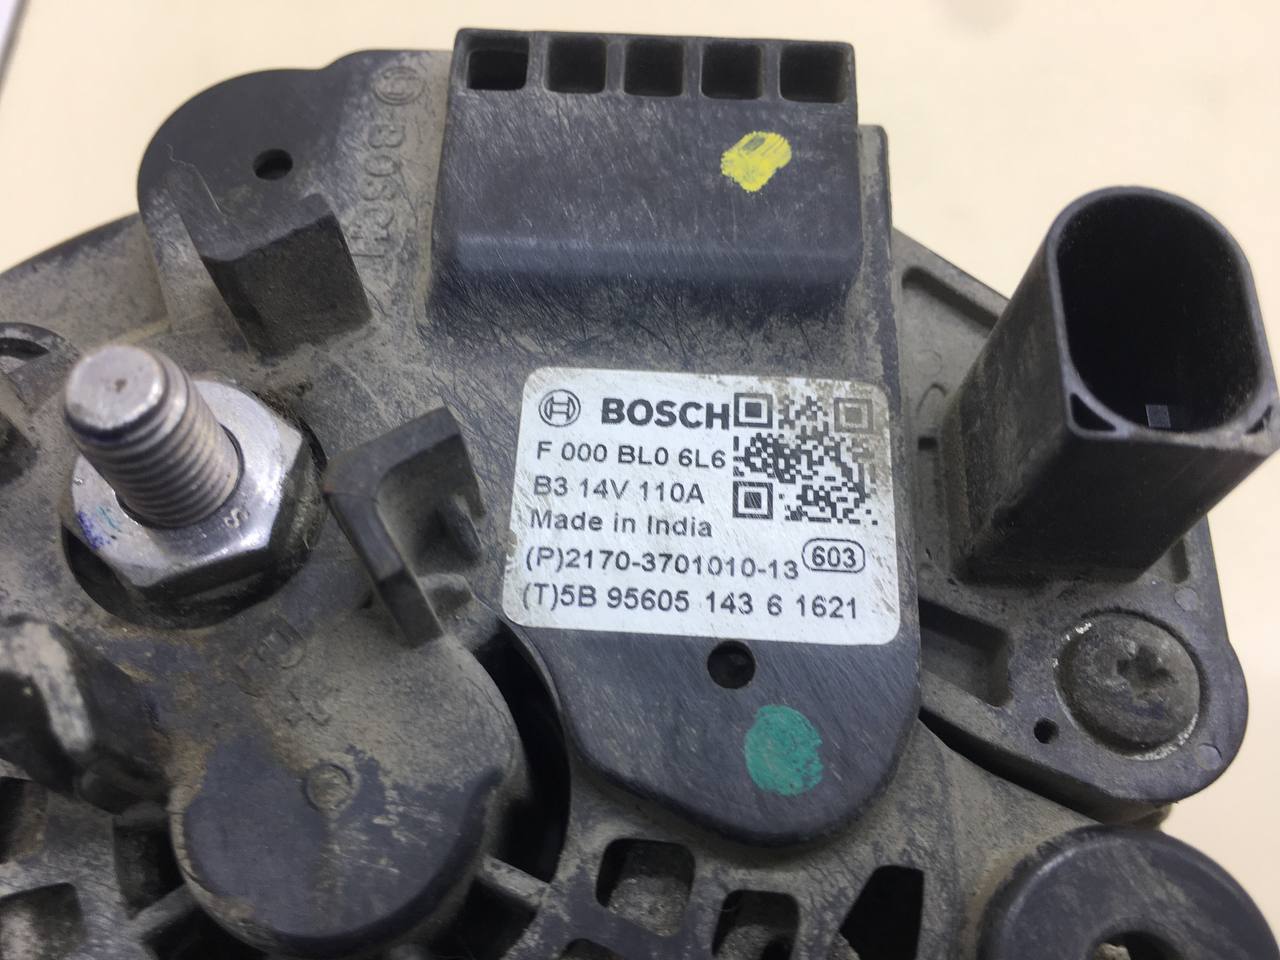 BOSCH
BOSCH
F 000 BL0 6L6
B3 14V 110A
Made in India
(P)2170-3701010-13 603
(T)5B 95605 143 6 1621